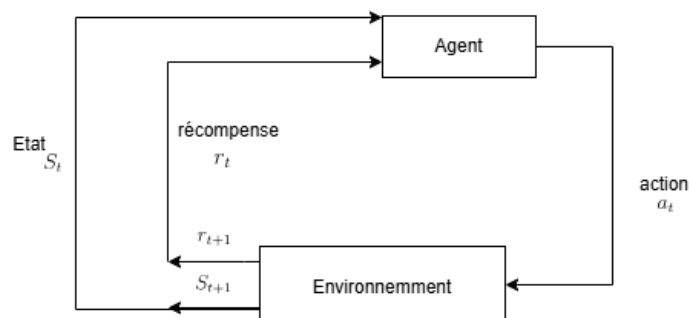 Agent
récompense
$r_t$
Etat
$S_t$
action
$a_t$
$r_{t+1}$
$S_{t+1}$
Environnemment